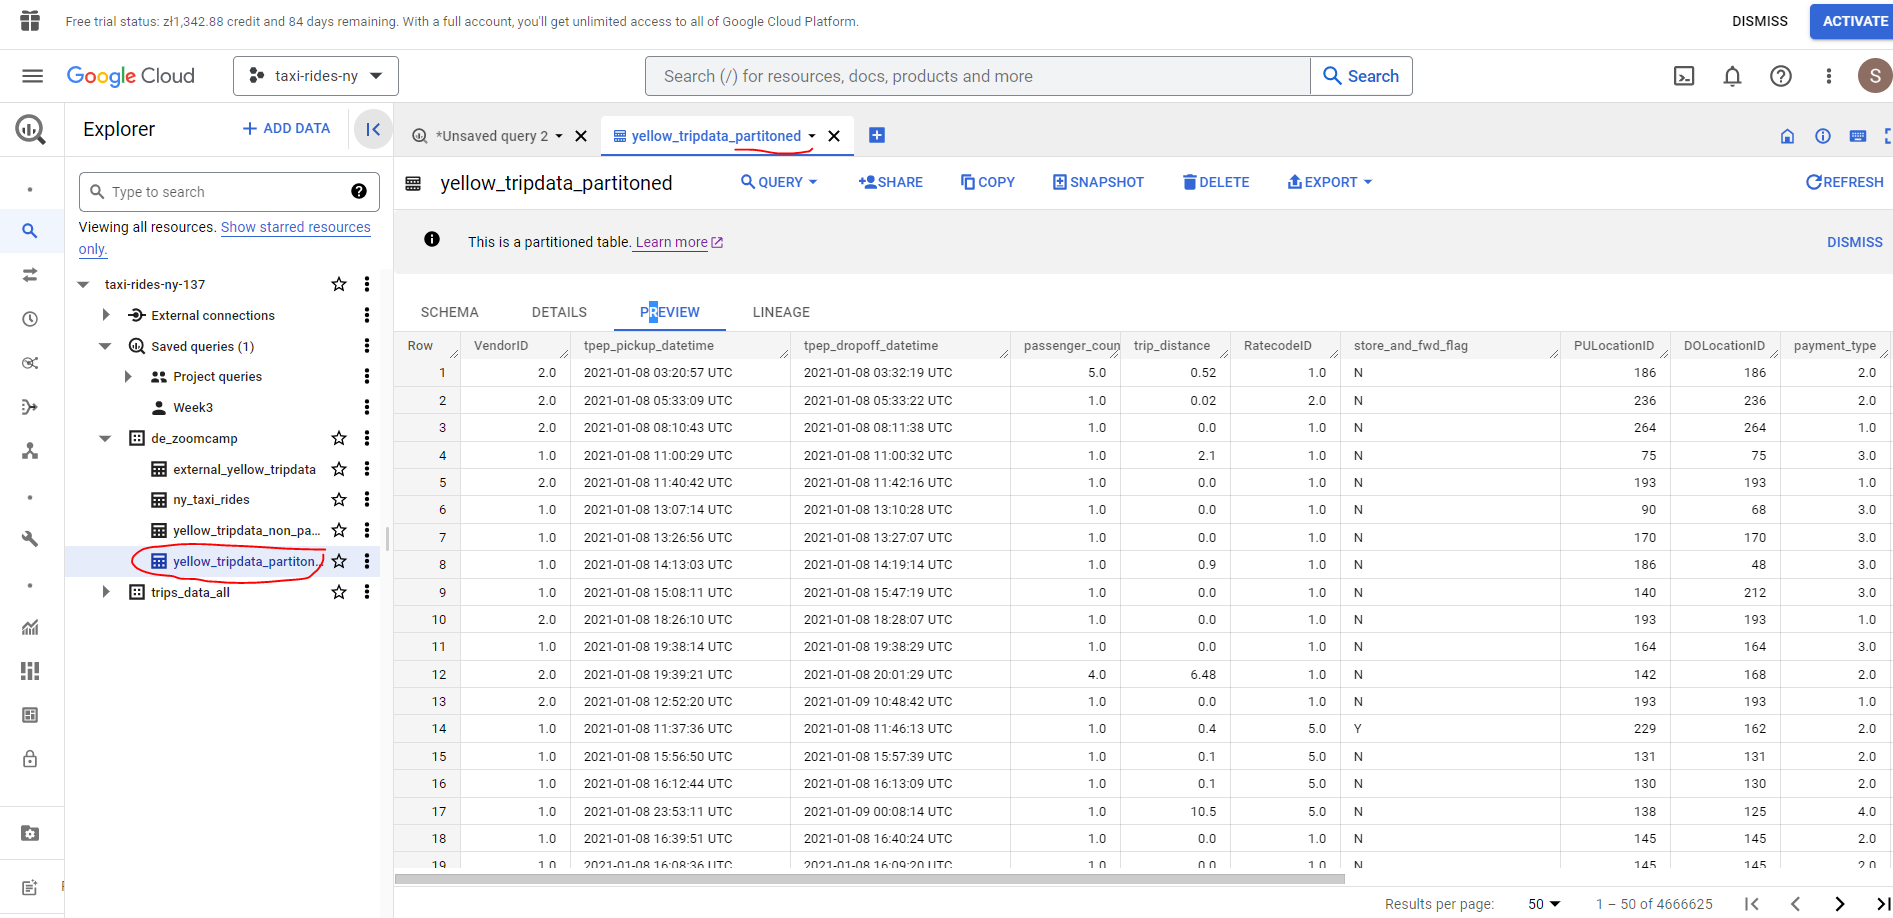 Free trial status: zł1,342.88 credit and 84 days remaining. With a full account, you'll get unlimited access to all of Google Cloud Platform.
DISMISS
ACTIVATE
Google Cloud
taxi-rides-ny
Search (/) for resources, docs, products and more
Search
S
Explorer
ADD DATA
*Unsaved query 2
yellow_tripdata_partitoned
Type to search
Viewing all resources. Show starred resources
only.
taxi-rides-ny-137
External connections
Saved queries (1)
Project queries
Week3
de_zoomcamp
external_yellow_tripdata
ny_taxi_rides
yellow_tripdata_non_pa...
yellow_tripdata_partiton...
trips_data_all
yellow_tripdata_partitoned
QUERY
SHARE
COPY
SNAPSHOT
DELETE
EXPORT
REFRESH
This is a partitioned table. Learn more
DISMISS
SCHEMA DETAILS PREVIEW LINEAGE
Row VendorID tpep_pickup_datetime tpep_dropoff_datetime passenger_coun trip_distance RatecodeID store_and_fwd_flag PULocationID DOLocationID payment_type
1 2.0 2021-01-08 03:20:57 UTC 2021-01-08 03:32:19 UTC 5.0 0.52 1.0 N 186 186 2.0
2 2.0 2021-01-08 05:33:09 UTC 2021-01-08 05:33:22 UTC 1.0 0.02 2.0 N 236 236 2.0
3 2.0 2021-01-08 08:10:43 UTC 2021-01-08 08:11:38 UTC 1.0 0.0 1.0 N 264 264 1.0
4 1.0 2021-01-08 11:00:29 UTC 2021-01-08 11:00:32 UTC 1.0 2.1 1.0 N 75 75 3.0
5 2.0 2021-01-08 11:40:42 UTC 2021-01-08 11:42:16 UTC 1.0 0.0 1.0 N 193 193 1.0
6 1.0 2021-01-08 13:07:14 UTC 2021-01-08 13:10:28 UTC 1.0 0.0 1.0 N 90 68 3.0
7 1.0 2021-01-08 13:26:56 UTC 2021-01-08 13:27:07 UTC 1.0 0.0 1.0 N 170 170 3.0
8 1.0 2021-01-08 14:13:03 UTC 2021-01-08 14:19:14 UTC 1.0 0.9 1.0 N 186 48 3.0
9 1.0 2021-01-08 15:08:11 UTC 2021-01-08 15:47:19 UTC 1.0 0.0 1.0 N 140 212 3.0
10 2.0 2021-01-08 18:26:10 UTC 2021-01-08 18:28:07 UTC 1.0 0.0 1.0 N 193 193 1.0
11 1.0 2021-01-08 19:38:14 UTC 2021-01-08 19:38:29 UTC 1.0 0.0 1.0 N 164 164 3.0
12 2.0 2021-01-08 19:39:21 UTC 2021-01-08 20:01:29 UTC 4.0 6.48 1.0 N 142 168 2.0
13 2.0 2021-01-08 12:52:20 UTC 2021-01-09 10:48:42 UTC 1.0 0.0 1.0 N 193 193 1.0
14 1.0 2021-01-08 11:37:36 UTC 2021-01-08 11:46:13 UTC 1.0 0.4 5.0 Y 229 162 2.0
15 1.0 2021-01-08 15:56:50 UTC 2021-01-08 15:57:39 UTC 1.0 0.1 5.0 N 131 131 2.0
16 1.0 2021-01-08 16:12:44 UTC 2021-01-08 16:13:09 UTC 1.0 0.1 5.0 N 130 130 2.0
17 1.0 2021-01-08 23:53:11 UTC 2021-01-09 00:08:14 UTC 1.0 10.5 5.0 N 138 125 4.0
18 1.0 2021-01-08 16:39:51 UTC 2021-01-08 16:40:24 UTC 1.0 0.0 1.0 N 145 145 2.0
19 1.0 2021-01-08 16:08:36 UTC 2021-01-08 16:09:20 UTC 1.0 0.0 1.0 N 145 145 2.0
Results per page: 50 1 – 50 of 4666625